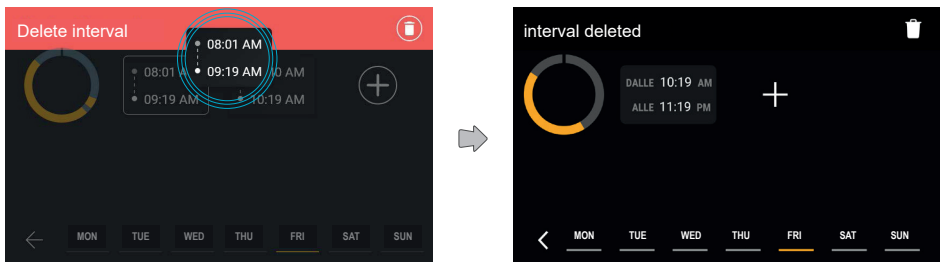 Delete interval
08:01 AM
09:19 AM
08:01 A
09:19 AM
0 AM
10:19 AM
MON TUE WED THU FRI SAT SUN
interval deleted
DALLE 10:19 AM
ALLE 11:19 PM
MON TUE WED THU FRI SAT SUN